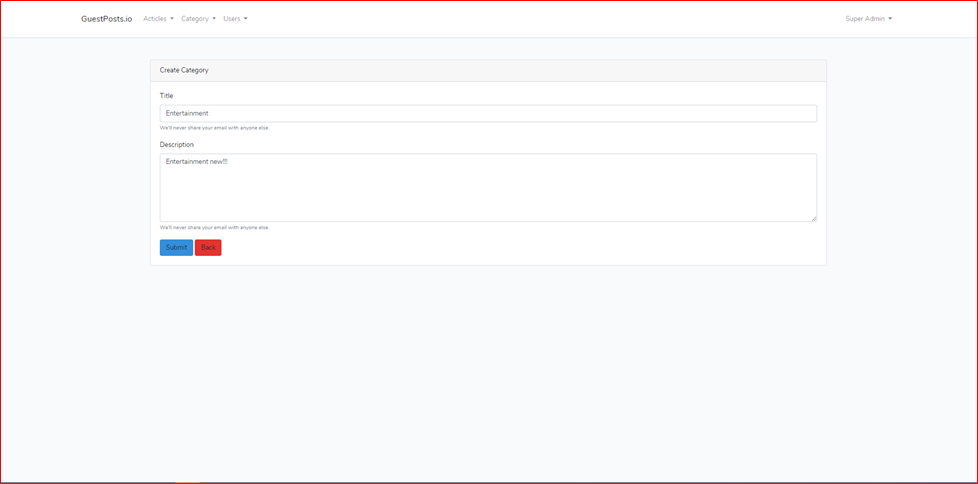 GuestPosts.io Acticles Category Users Super Admin
Create Category
Title
Entertainment
We'll never share your email with anyone else.
Description
Entertainment new!!!
We'll never share your email with anyone else.
Submit Back